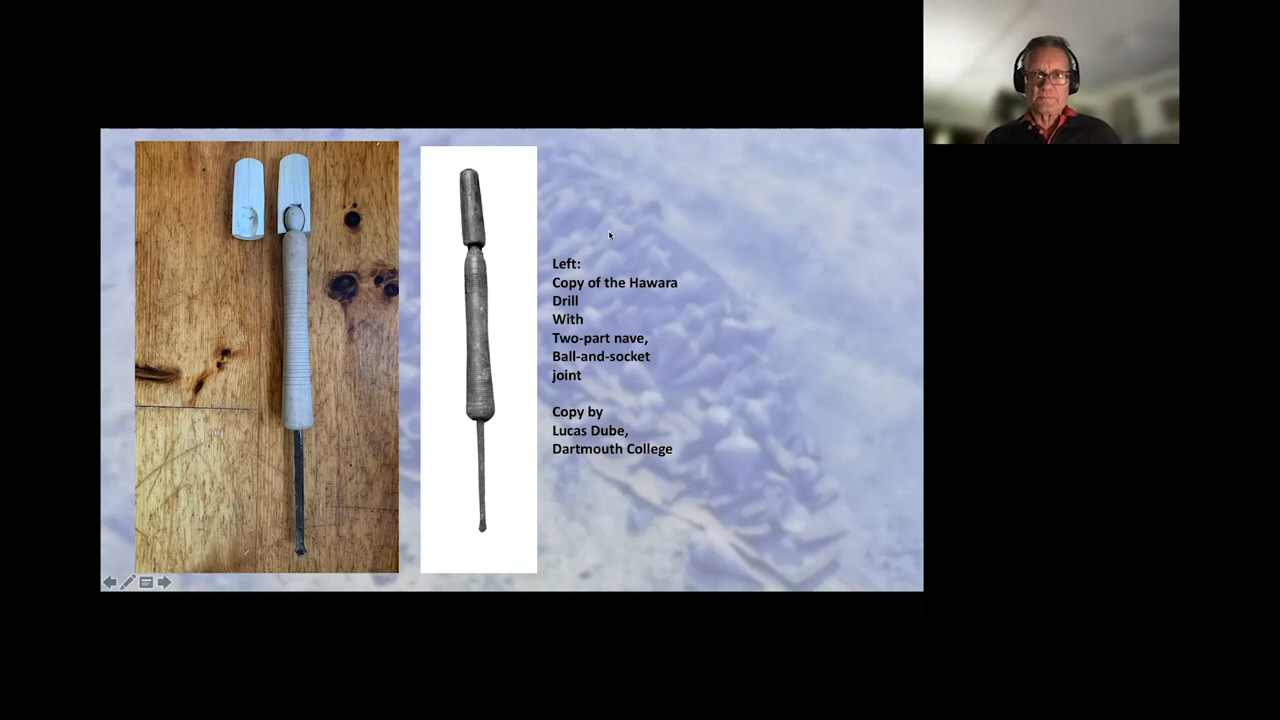 Left:
Copy of the Hawara
Drill
With
Two-part nave,
Ball-and-socket
joint
Copy by
Lucas Dube,
Dartmouth College